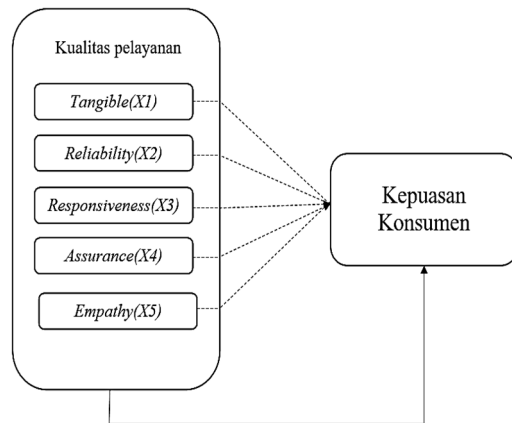 Kualitas pelayanan
Tangible(X1)
Reliability(X2)
Responsiveness(X3)
Assurance(X4)
Empathy(X5)
Kepuasan
Konsumen